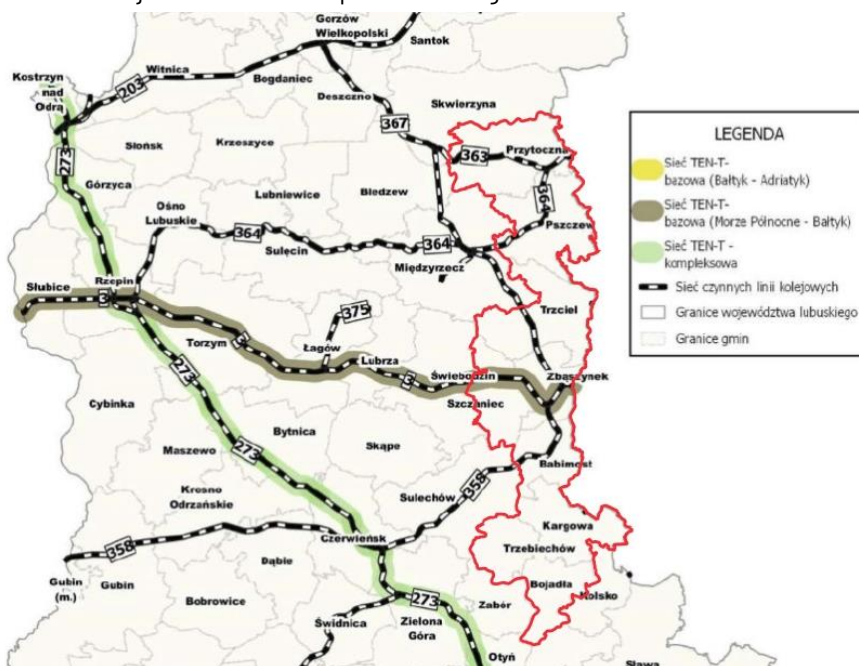 Gorzów
Wielkopolski
Santok
Kostrzyn
nad
Odrą
Witnica
203
Bogdaniec
Deszczno
Skwierzyna
367
273
Słońsk
Krzeszyce
363
Przytoczna
Górzyca
Lubniewice
Bledzew
364
Ośno
Lubuskie
Pszczew
364
Sulęcin
364
Międzyrzecz
Słubice
Rzepin
3
375
Trzciel
Torzym
3
Łagów
Lubrza
3
Świebodzin
Zbąszynek
273
Szczaniec
Cybinka
Bytnica
Skąpe
Maszewo
273
Babimost
Krosno
Odrzańskie
Sulechów
358
Kargowa
358
Czerwieńsk
Trzebiechów
Gubin
(m.)
Gubin
Dąbie
Bojadła
Bobrowice
273
Zabór
Kolsko
Świdnica
Zielona
Góra
Otyń
Sława
LEGENDA
Sieć TEN-T-
bazowa (Bałtyk - Adriatyk)
Sieć TEN-T-
bazowa (Morze Północne - Bałtyk)
Sieć TEN-T -
kompleksowa
Sieć czynnych linii kolejowych
Granice województwa lubuskiego
Granice gmin